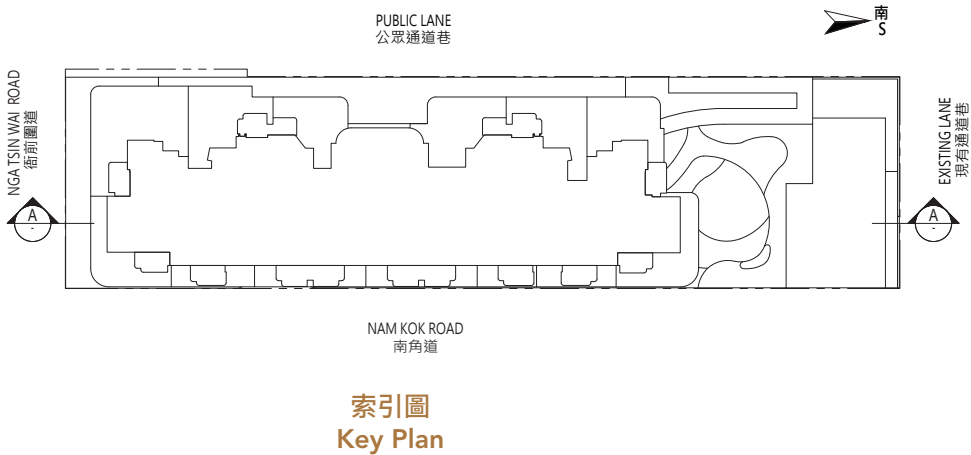 PUBLIC LANE
公眾通道巷
南
S
NGA TSIN WAI ROAD
衙前圍道
EXISTING LANE
現有通道巷
A
-
A
-
NAM KOK ROAD
南角道
索引圖
Key Plan